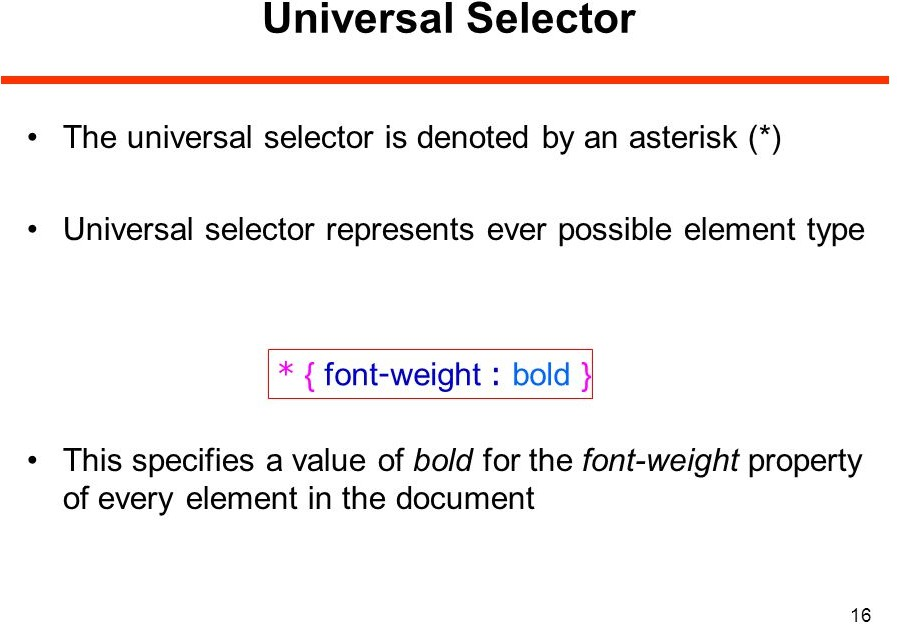 Universal Selector
• The universal selector is denoted by an asterisk (*)
• Universal selector represents ever possible element type
* { font-weight : bold }
• This specifies a value of bold for the font-weight property
of every element in the document
16